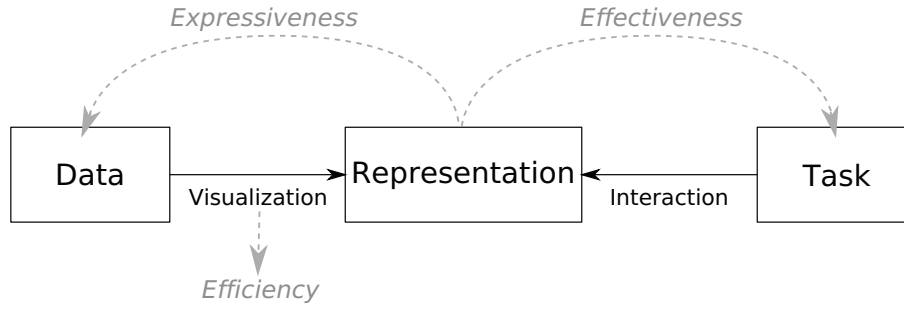 Expressiveness
Effectiveness
Data
Visualization
Representation
Interaction
Task
Efficiency